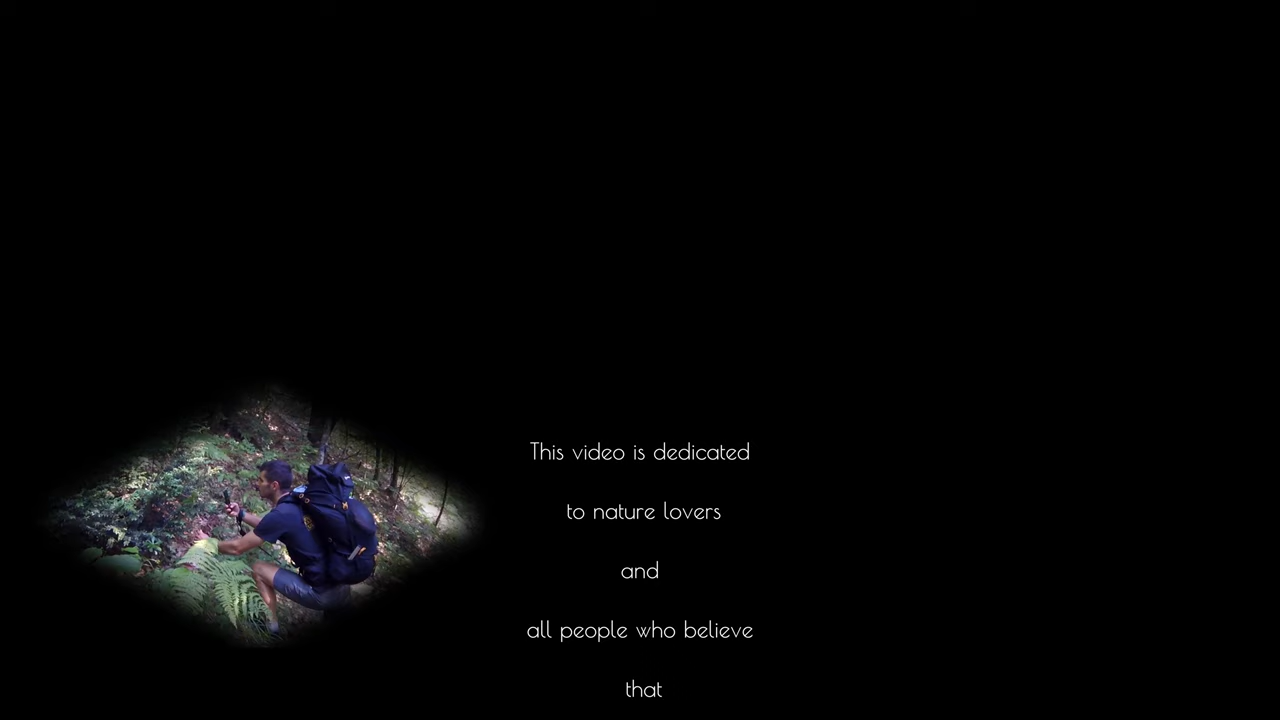 This video is dedicated
to nature lovers
and
all people who believe
that